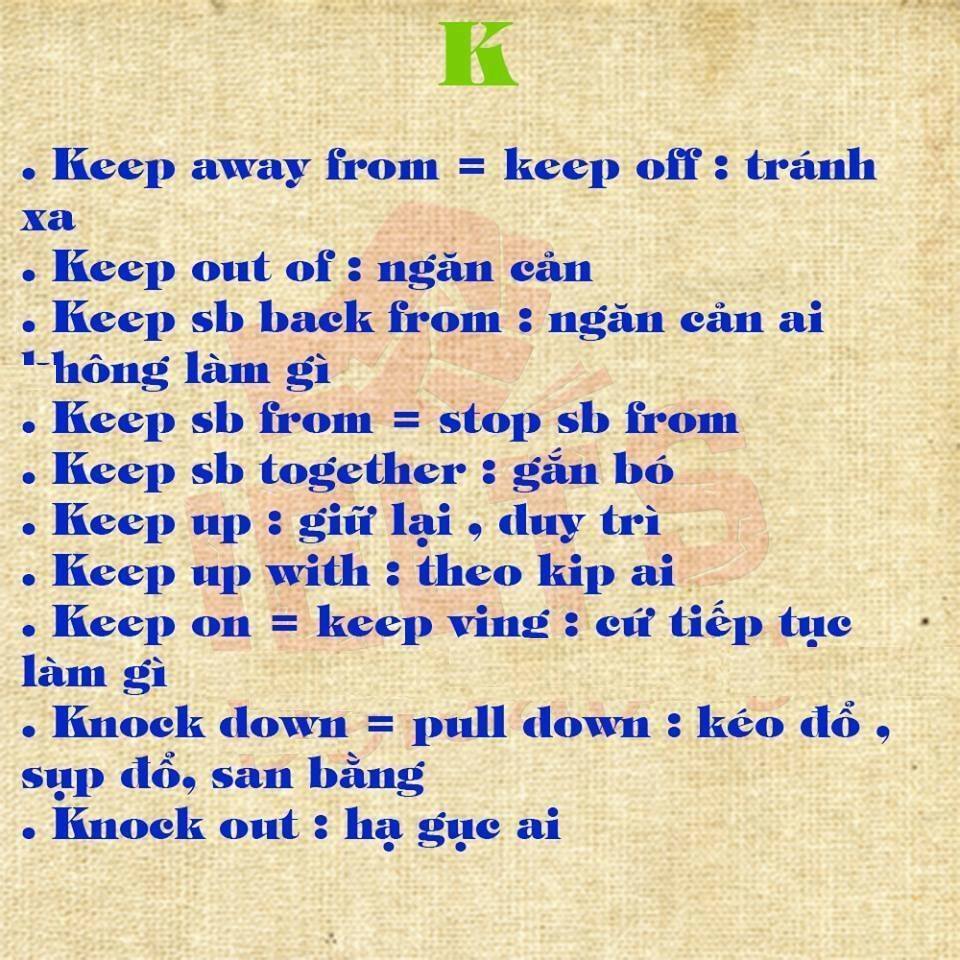 K
. Keep away from = keep off : tránh
xa
. Keep out of : ngăn cản
. Keep sb back from : ngăn cản ai
không làm gì
. Keep sb from = stop sb from
. Keep sb together : gắn bó
. Keep up : giữ lại , duy trì
. Keep up with : theo kip ai
. Keep on = keep ving : cứ tiếp tục
làm gì
. Knock down = pull down : kéo đổ ,
sụp đổ, san bằng
. Knock out : hạ gục ai
IELTS